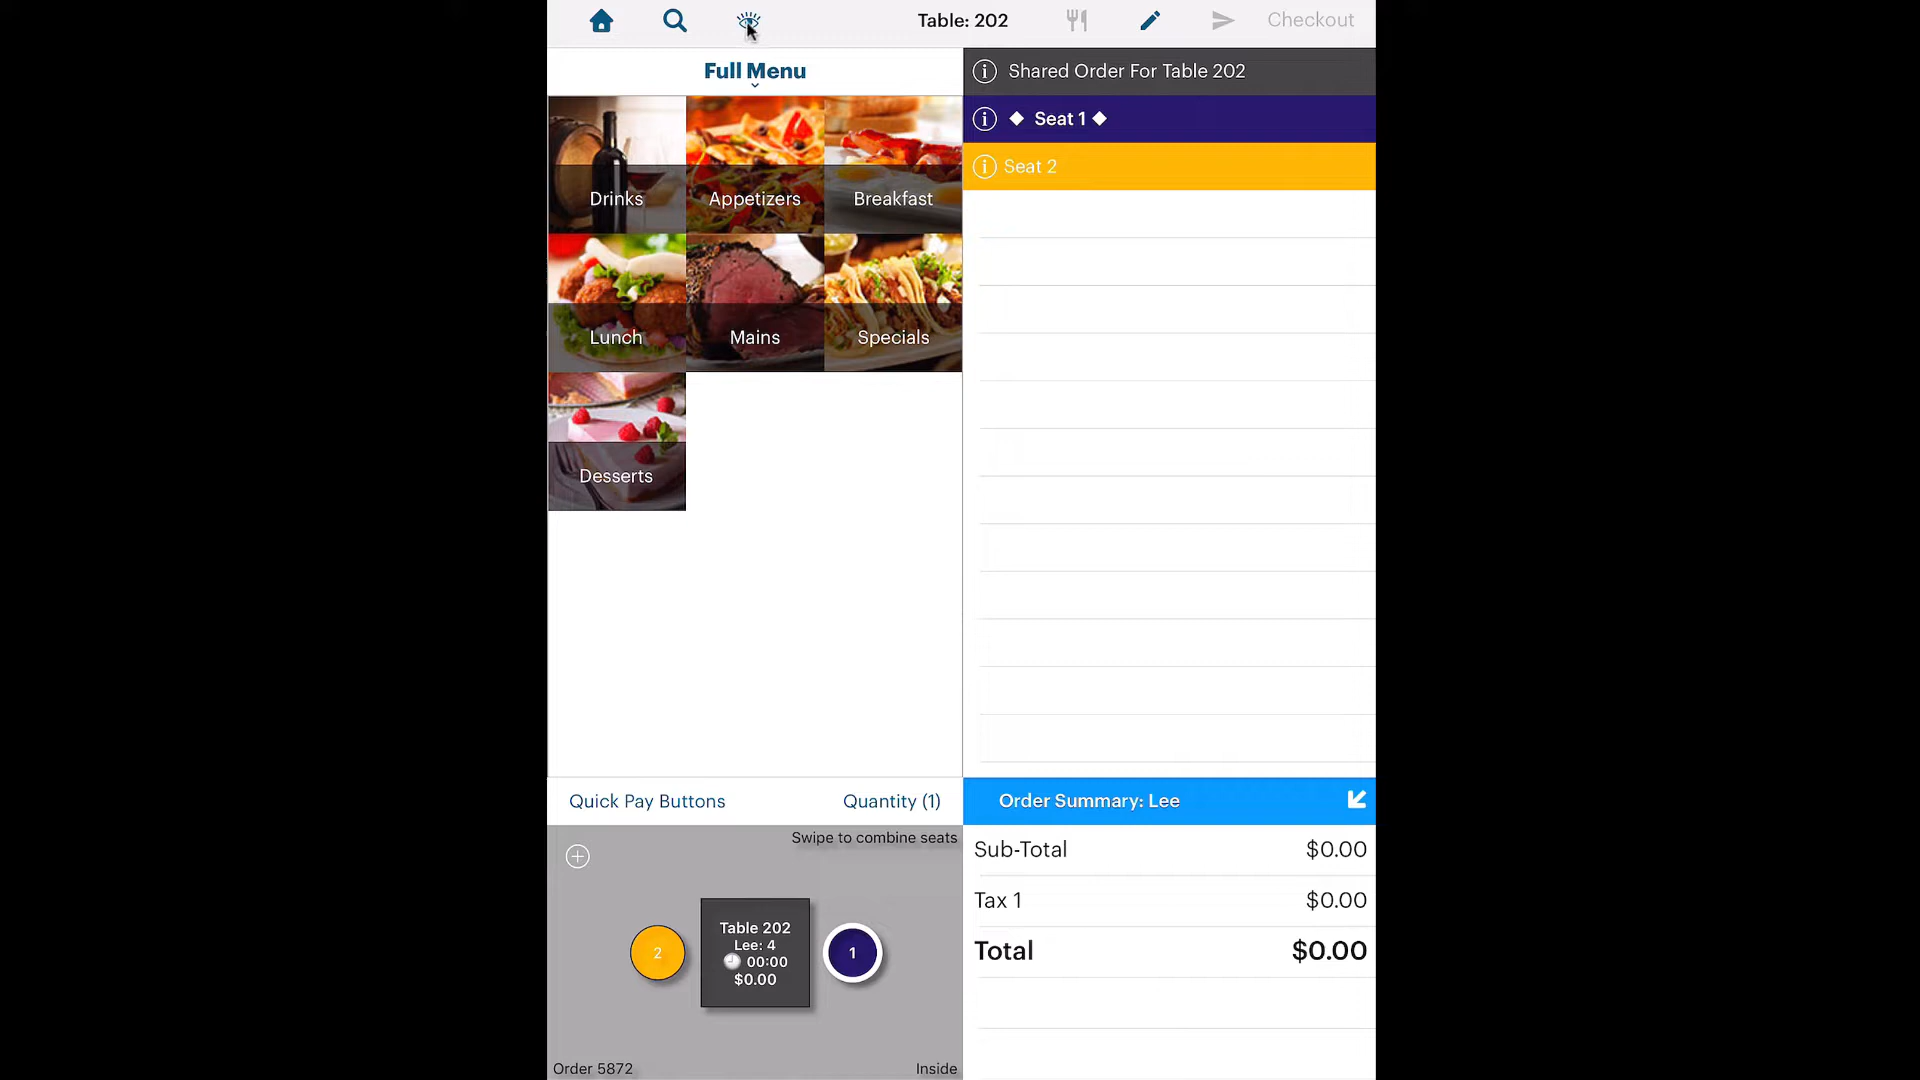 Table: 202
Checkout
Full Menu
Shared Order For Table 202
Seat 1
Seat 2
Drinks
Appetizers
Breakfast
Lunch
Mains
Specials
Desserts
Quick Pay Buttons
Quantity (1)
Order Summary: Lee
Swipe to combine seats
Sub-Total
$0.00
Tax 1
$0.00
Total
$0.00
2
Table 202
Lee: 4
00:00
$0.00
1
Order 5872
Inside